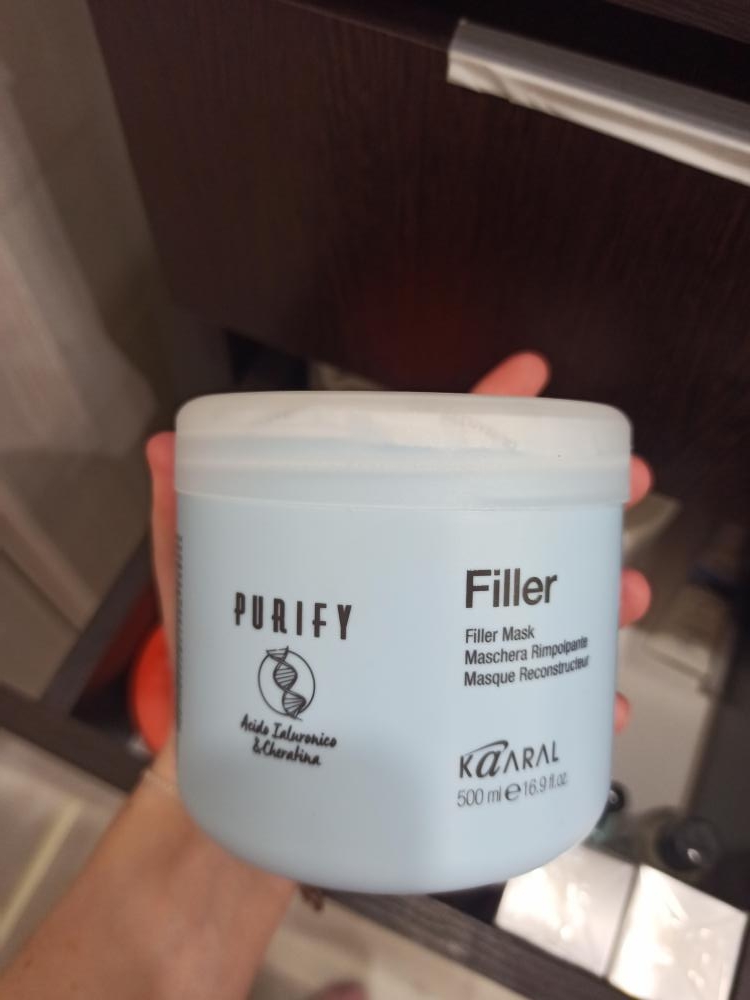 PURIFY
Acido Ialuronico
& Cheratina
Filler
Filler Mask
Maschera Rimpolpante
Masque Reconstructeur
KAARAL
500 ml e 16.9 fl.oz.